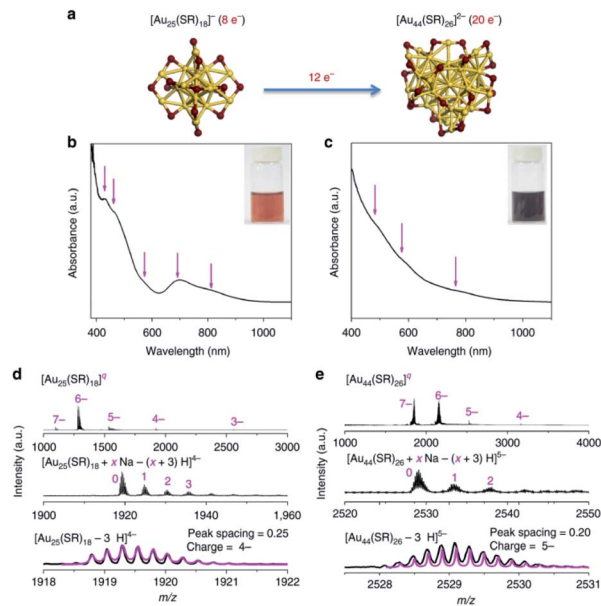 a
[Au25(SR)18]− (8 e−)
[Au44(SR)26]2− (20 e−)
12 e−
b
Absorbance (a.u.)
400 600 800 1000
Wavelength (nm)
c
Absorbance (a.u.)
400 600 800 1000
Wavelength (nm)
d
Intensity (a.u.)
[Au25(SR)18]q
7− 6− 5− 4− 3−
1000 1500 2000 2500 3000
[Au25(SR)18 + x Na – (x + 3) H]4−
0 1 2 3
1900 1920 1940 1,960
[Au25(SR)18 – 3 H]4−
Peak spacing = 0.25
Charge = 4–
1918 1919 1920 1921 1922
m/z
e
Intensity (a.u.)
[Au44(SR)26]q
7− 6− 5− 4−
1000 2000 3000 4000
[Au44(SR)26 + x Na – (x + 3) H]5−
0 1 2
2520 2530 2540 2550
[Au44(SR)26 – 3 H]5−
Peak spacing = 0.20
Charge = 5–
2528 2529 2530 2531
m/z